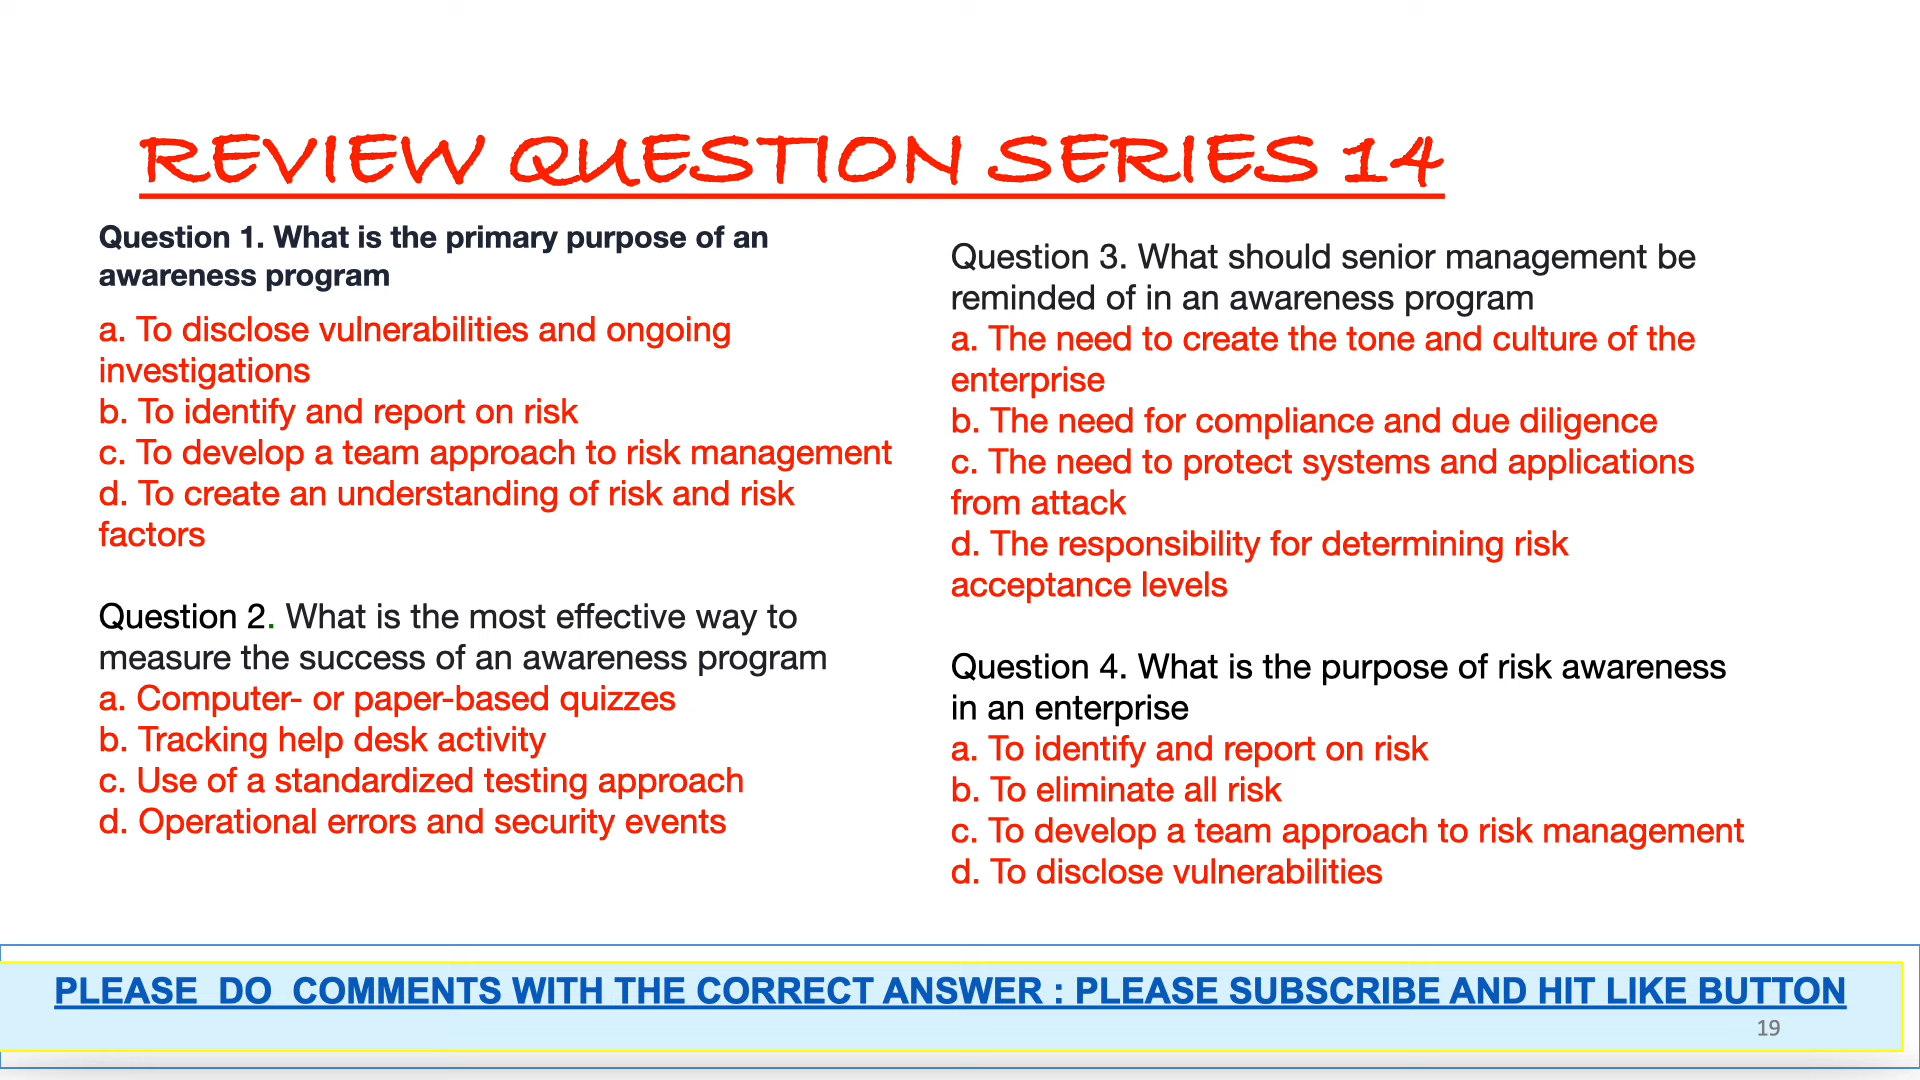 REVIEW QUESTION SERIES 14
Question 1. What is the primary purpose of an
awareness program
a. To disclose vulnerabilities and ongoing
investigations
b. To identify and report on risk
c. To develop a team approach to risk management
d. To create an understanding of risk and risk
factors
Question 2. What is the most effective way to
measure the success of an awareness program
a. Computer- or paper-based quizzes
b. Tracking help desk activity
c. Use of a standardized testing approach
d. Operational errors and security events
Question 3. What should senior management be
reminded of in an awareness program
a. The need to create the tone and culture of the
enterprise
b. The need for compliance and due diligence
c. The need to protect systems and applications
from attack
d. The responsibility for determining risk
acceptance levels
Question 4. What is the purpose of risk awareness
in an enterprise
a. To identify and report on risk
b. To eliminate all risk
c. To develop a team approach to risk management
d. To disclose vulnerabilities
PLEASE DO COMMENTS WITH THE CORRECT ANSWER : PLEASE SUBSCRIBE AND HIT LIKE BUTTON
19